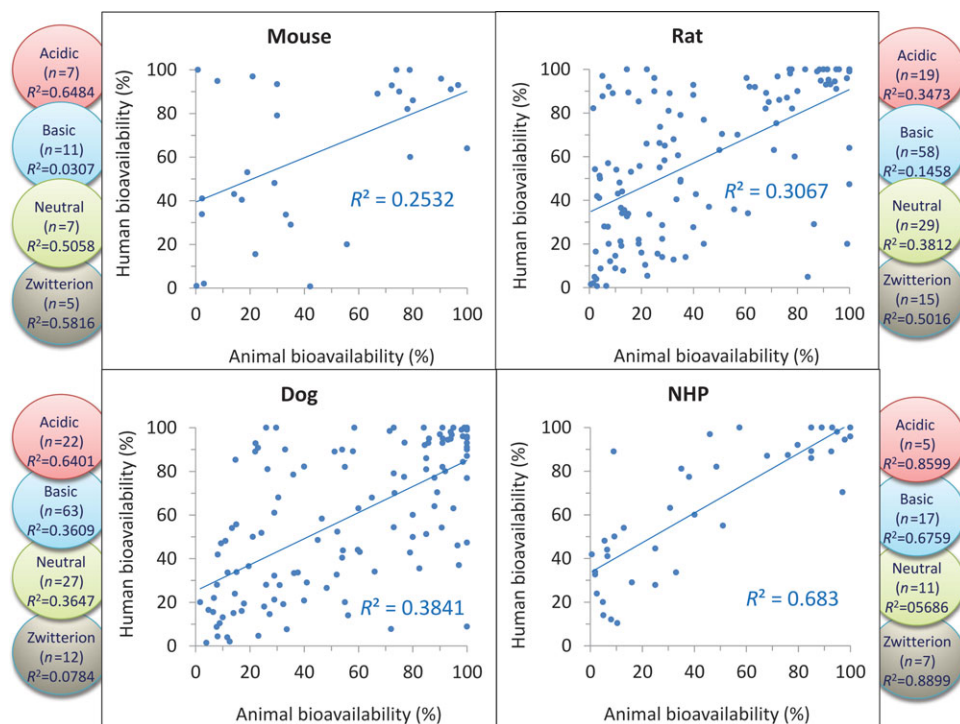 Mouse
Acidic
(n=7)
R²=0.6484
Basic
(n=11)
R²=0.0307
Neutral
(n=7)
R²=0.5058
Zwitterion
(n=5)
R²=0.5816
Human bioavailability (%)
100
80
60
40
20
0
R² = 0.2532
0 20 40 60 80 100
Animal bioavailability (%)
Rat
Human bioavailability (%)
100
80
60
40
20
0
R² = 0.3067
0 20 40 60 80 100
Animal bioavailability (%)
Acidic
(n=19)
R²=0.3473
Basic
(n=58)
R²=0.1458
Neutral
(n=29)
R²=0.3812
Zwitterion
(n=15)
R²=0.5016
Dog
Acidic
(n=22)
R²=0.6401
Basic
(n=63)
R²=0.3609
Neutral
(n=27)
R²=0.3647
Zwitterion
(n=12)
R²=0.0784
Human bioavailability (%)
100
80
60
40
20
0
R² = 0.3841
0 20 40 60 80 100
Animal bioavailability (%)
NHP
Human bioavailability (%)
100
80
60
40
20
0
R² = 0.683
0 20 40 60 80 100
Animal bioavailability (%)
Acidic
(n=5)
R²=0.8599
Basic
(n=17)
R²=0.6759
Neutral
(n=11)
R²=05686
Zwitterion
(n=7)
R²=0.8899